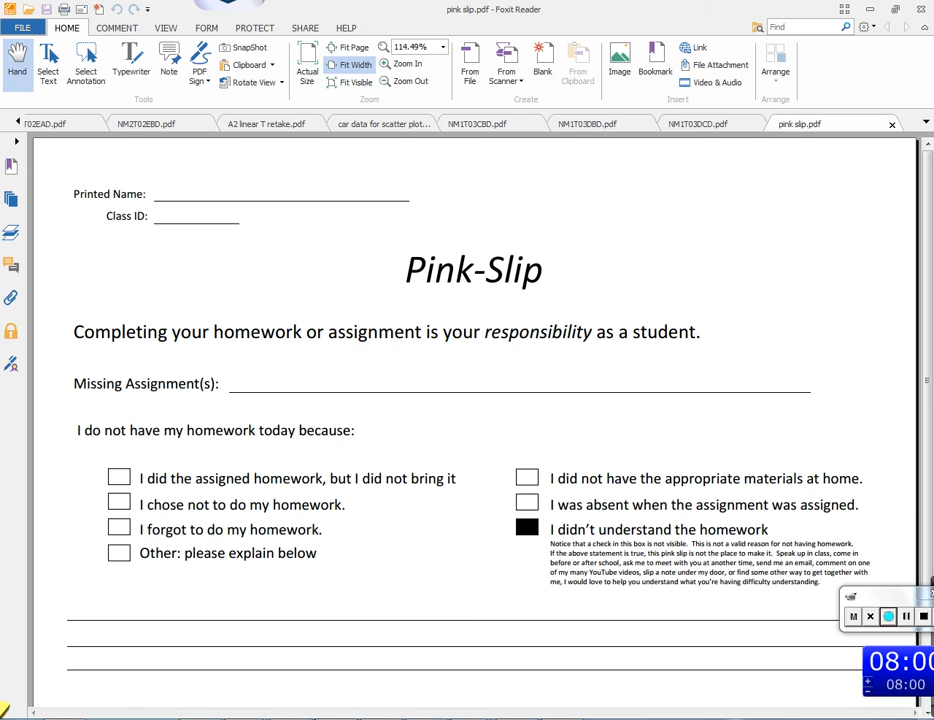 pink slip.pdf - Foxit Reader
FILE HOME COMMENT VIEW FORM PROTECT SHARE HELP
Find
Hand
Select Text
Select Annotation
Typewriter
Note
PDF Sign
SnapShot
Clipboard
Rotate View
Tools
Actual Size
Fit Page
Fit Width
Fit Visible
114.49%
Zoom In
Zoom Out
Zoom
From File
From Scanner
Blank
From Clipboard
Create
Image
Bookmark
Link
File Attachment
Video & Audio
Insert
Arrange
Arrange
T02EAD.pdf NM2T02EBD.pdf A2 linear T retake.pdf car data for scatter plot... NM1T03CBD.pdf NM1T03DBD.pdf NM1T03DCD.pdf pink slip.pdf
Printed Name:
Class ID:
Pink-Slip
Completing your homework or assignment is your responsibility as a student.
Missing Assignment(s):
I do not have my homework today because:
I did the assigned homework, but I did not bring it
I chose not to do my homework.
I forgot to do my homework.
Other: please explain below
I did not have the appropriate materials at home.
I was absent when the assignment was assigned.
I didn't understand the homework
Notice that a check in this box is not visible. This is not a valid reason for not having homework.
If the above statement is true, this pink slip is not the place to make it. Speak up in class, come in
before or after school, ask me to meet with you at another time, send me an email, comment on one
of my many YouTube videos, slip a note under my door, or find some other way to get together with
me, I would love to help you understand what you're having difficulty understanding.
M
08:00
08:00